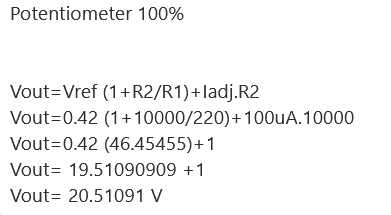 Potentiometer 100%
Vout=Vref (1+R2/R1)+Iadj.R2
Vout=0.42 (1+10000/220)+100uA.10000
Vout=0.42 (46.45455)+1
Vout= 19.51090909 +1
Vout= 20.51091 V